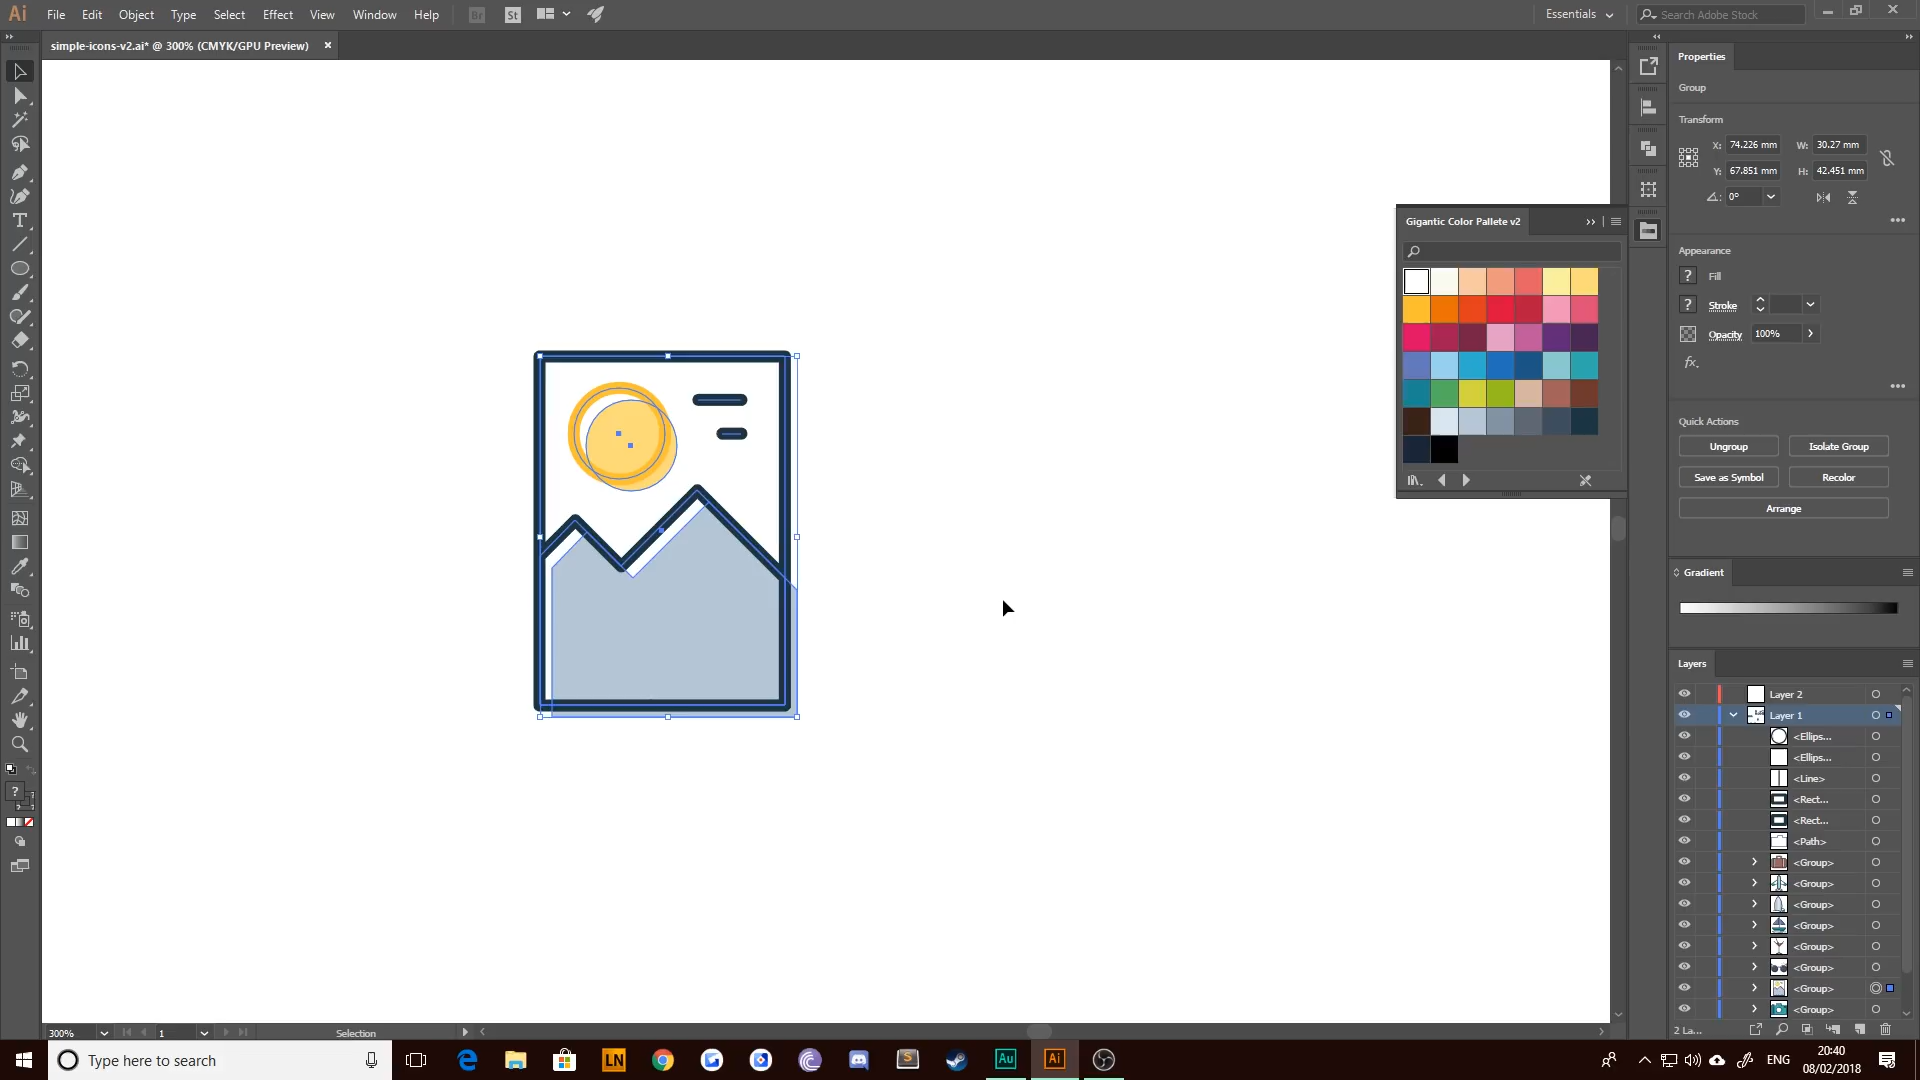 Ai File Edit Object Type Select Effect View Window Help Br St Essentials Search Adobe Stock
simple-icons-v2.ai* @ 300% (CMYK/GPU Preview) ×
Properties
Group
Transform
X: 74.226 mm W: 30.27 mm
Y: 67.851 mm H: 42.451 mm
0°
Gigantic Color Pallete v2
Appearance
? Fill
? Stroke
Opacity 100%
fx.
Quick Actions
Ungroup Isolate Group
Save as Symbol Recolor
Arrange
Gradient
Layers
Layer 2
Layer 1
<Ellips...
<Ellips...
<Line>
<Rect...
<Rect...
<Path>
<Group>
<Group>
<Group>
<Group>
<Group>
<Group>
<Group>
<Group>
2 La...
300% 1 Selection
Type here to search LN Au Ai ENG 20:40
08/02/2018